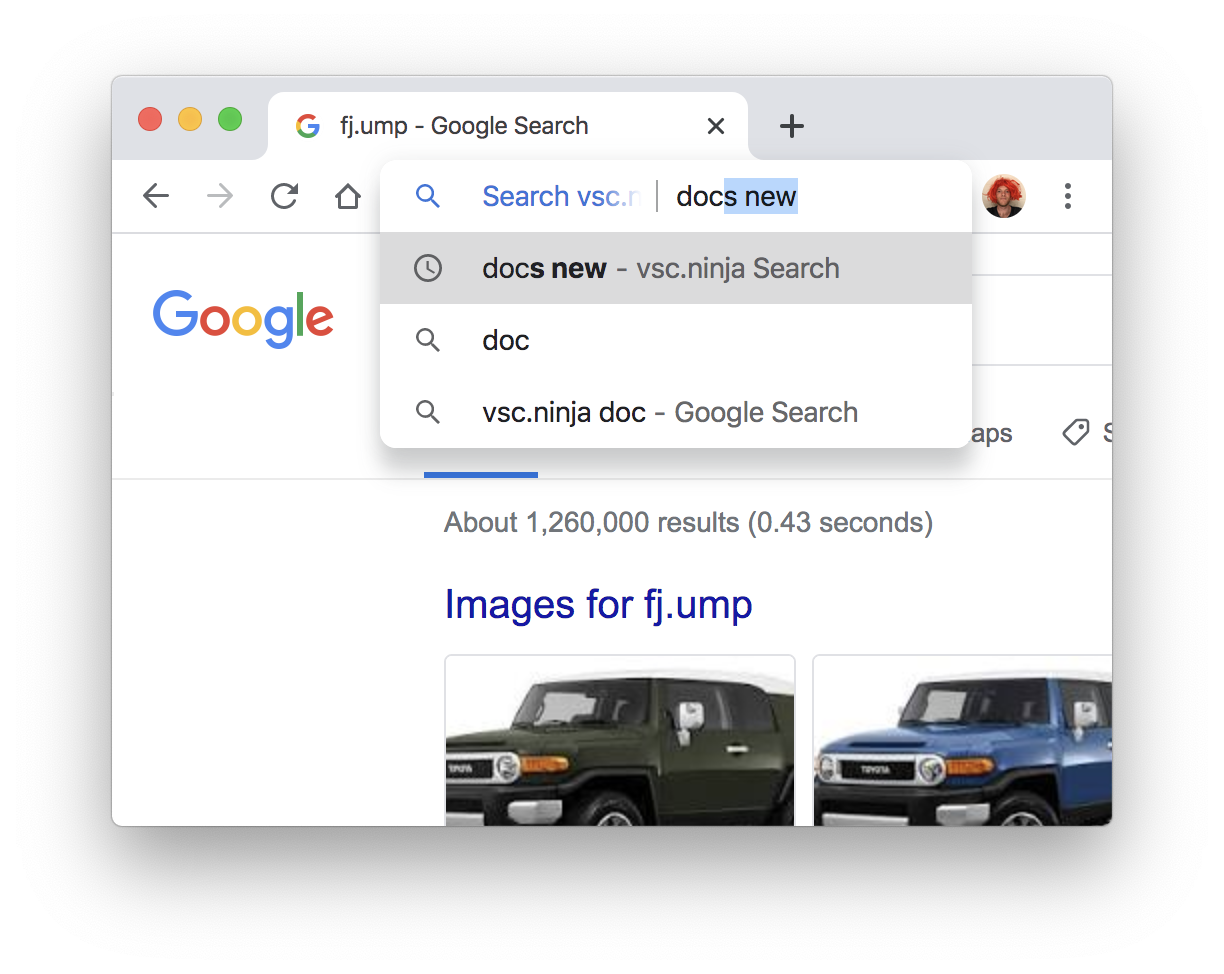 fj.ump - Google Search
Search vsc.n docs new
docs new - vsc.ninja Search
Google
doc
vsc.ninja doc - Google Search
aps S
About 1,260,000 results (0.43 seconds)
Images for fj.ump
TOYOTA TOYOTA